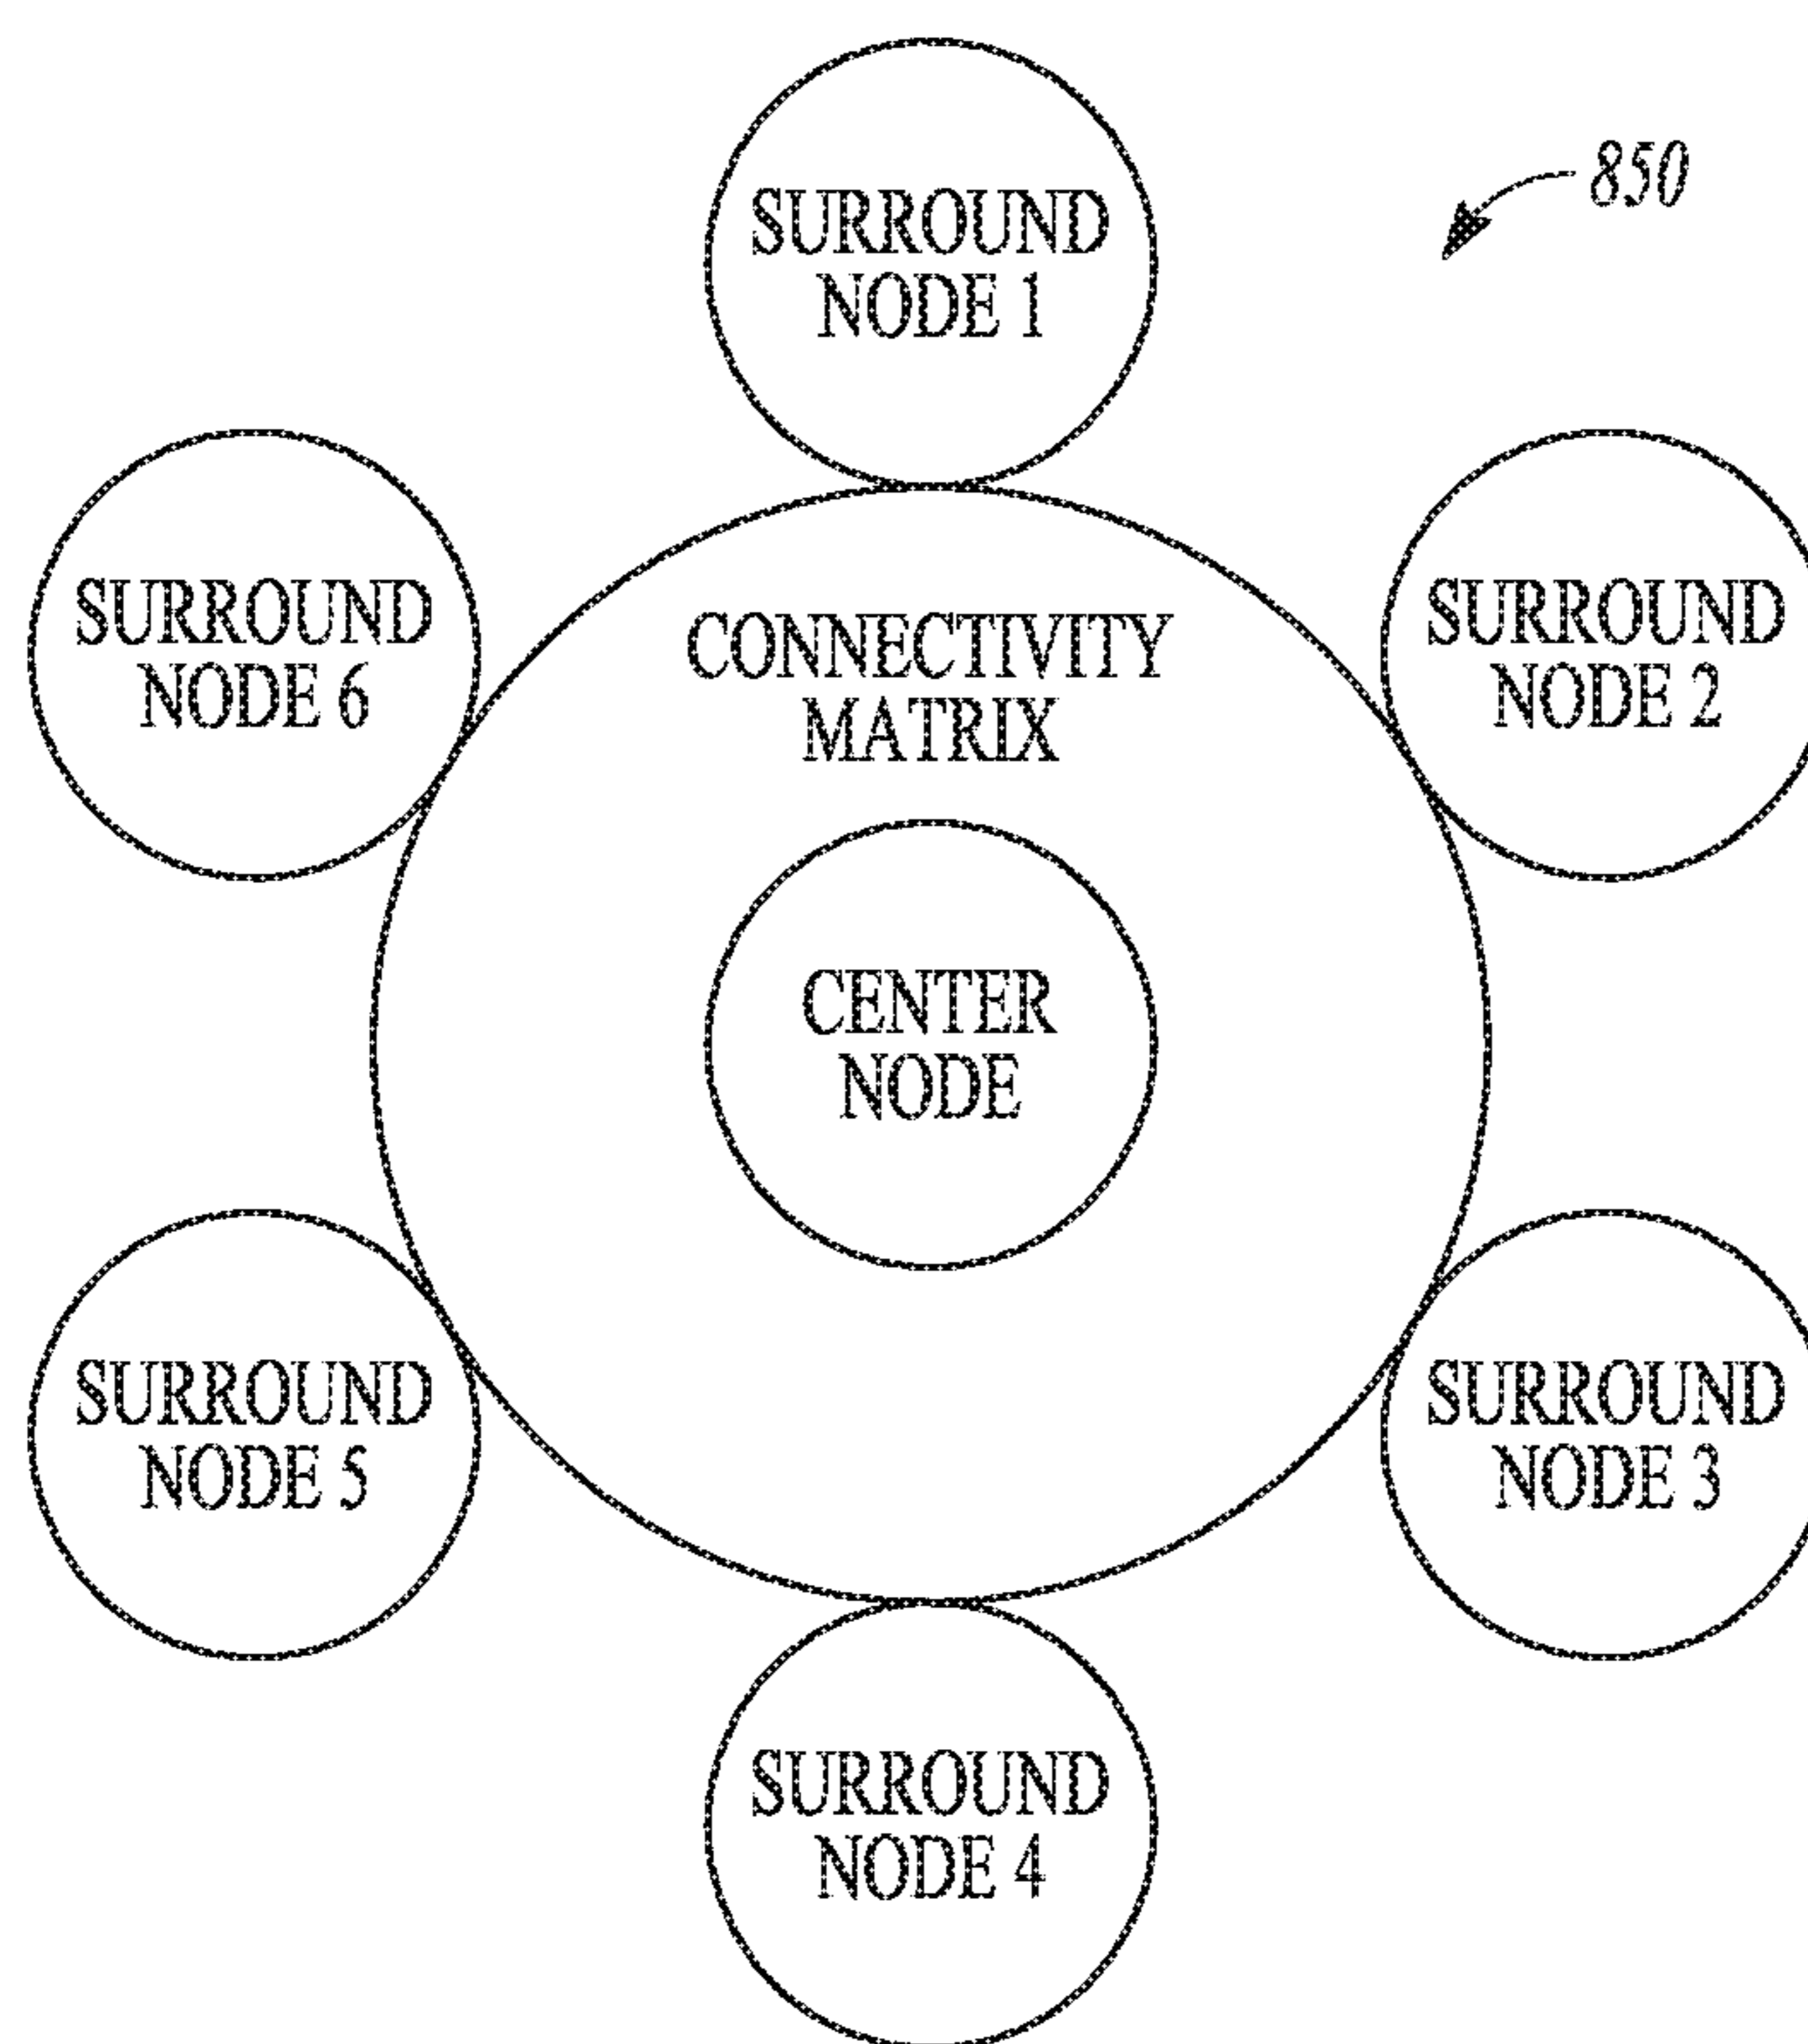 SURROUND
NODE 1
850
SURROUND
NODE 6
CONNECTIVITY
MATRIX
SURROUND
NODE 2
CENTER
NODE
SURROUND
NODE 5
SURROUND
NODE 3
SURROUND
NODE 4